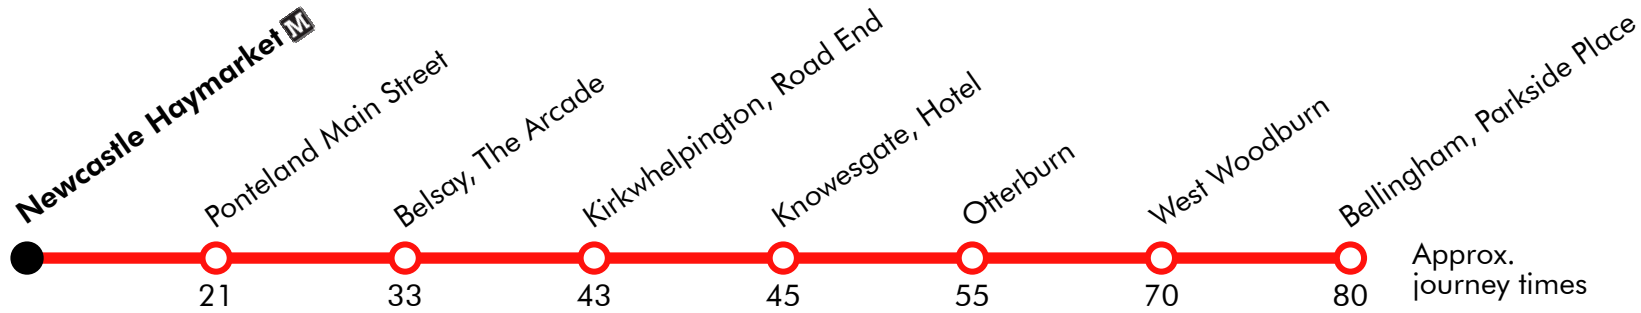 Newcastle Haymarket M
Ponteland Main Street
Belsay, The Arcade
Kirkwhelpington, Road End
Knowesgate, Hotel
Otterburn
West Woodburn
Bellingham, Parkside Place
21
33
43
45
55
70
80
Approx.
journey times